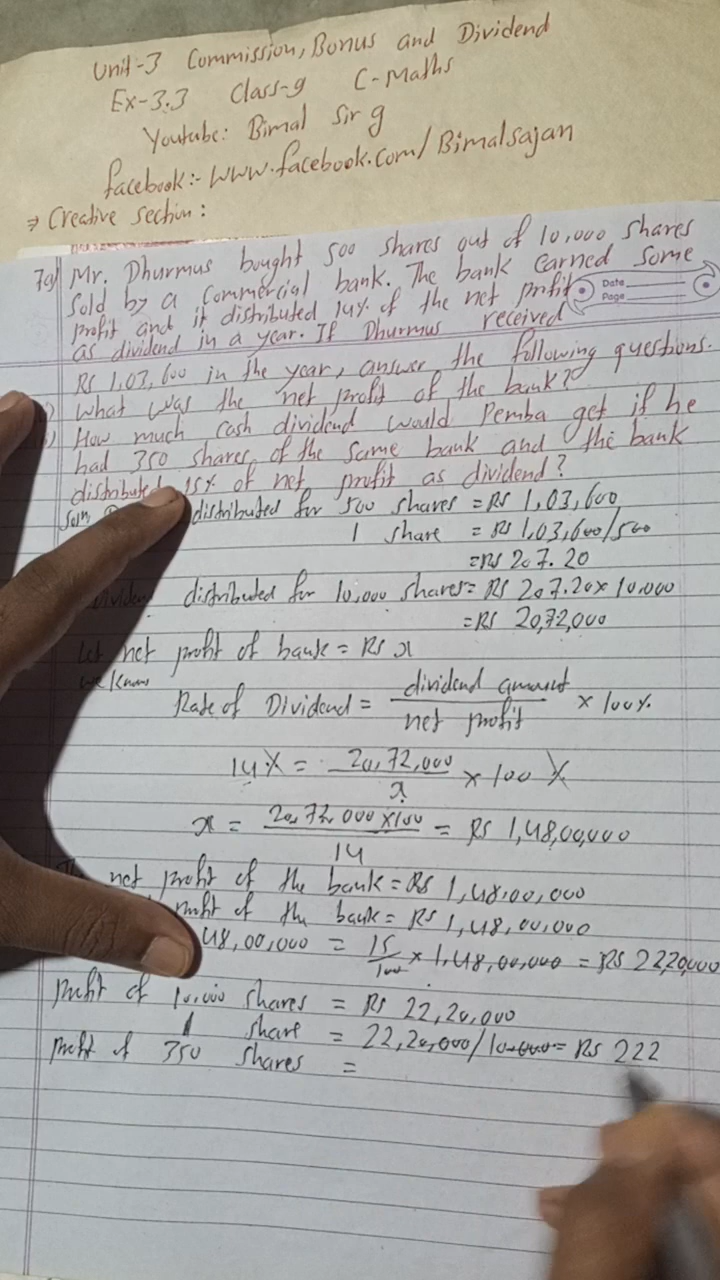 Unit-3 Commission, Bonus and Dividend
Ex-3.3 Class-9 C-Maths
Youtube: Bimal Sir g
facebook:- www.facebook.com/Bimalsajan
⇒ Creative section:
7a) Mr. Dhurmus bought 500 shares out of 10,000 shares
sold by a commercial bank. The bank earned some
profit and it distributed 14% of the net profit
Date
Page
as dividend in a year. If Dhurmus received
RS 1,03,600 in the year, answer the following questions.
) What was the net profit of the bank?
) How much cash dividend would Pemba get if he
had 350 shares of the same bank and the bank
distributed 15% of net profit as dividend?
Soln distributed for 500 shares = RS 1,03,600
1 share = RS 1,03,600/500
= RS 207.20
Dividend distributed for 10,000 shares = RS 207.20 × 10,000
= RS 20,72,000
Let net profit of bank = RS x
we know
Rate of Dividend = dividend amount / net profit × 100%
14% = 20,72,000 / x × 100%
x = 20,72,000 × 100 / 14 = RS 1,48,00,000
net profit of the bank = RS 1,48,00,000
profit of the bank = RS 1,48,00,000
48,00,000 = 15/100 × 1,48,00,000 = RS 2220,000
profit of 10,000 shares = RS 22,20,000
1 share = 22,20,000/10,000 = RS 222
profit of 350 shares =